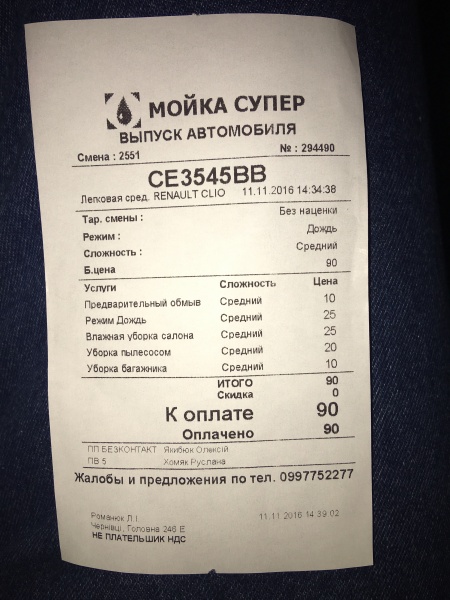 МОЙКА СУПЕР
ВЫПУСК АВТОМОБИЛЯ
Смена : 2551 № : 294490
CE3545BB
Легковая сред. RENAULT CLIO 11.11.2016 14:34:38
Тар. смены : Без наценки
Режим : Дождь
Сложность : Средний
Б.цена 90
Услуги Сложность Цена
Предварительный обмыв Средний 10
Режим Дождь Средний 25
Влажная уборка салона Средний 25
Уборка пылесосом Средний 20
Уборка багажника Средний 10
ИТОГО 90
Скидка 0
К оплате 90
Оплачено 90
ПП БЕЗКОНТАКТ Якибюк Олексій
ПВ 5 Хомяк Руслана
Жалобы и предложения по тел. 0997752277
Романюк Л.І.
Чернівці, Головна 246 Е 11.11.2016 14:39:02
НЕ ПЛАТЕЛЬШИК НДС